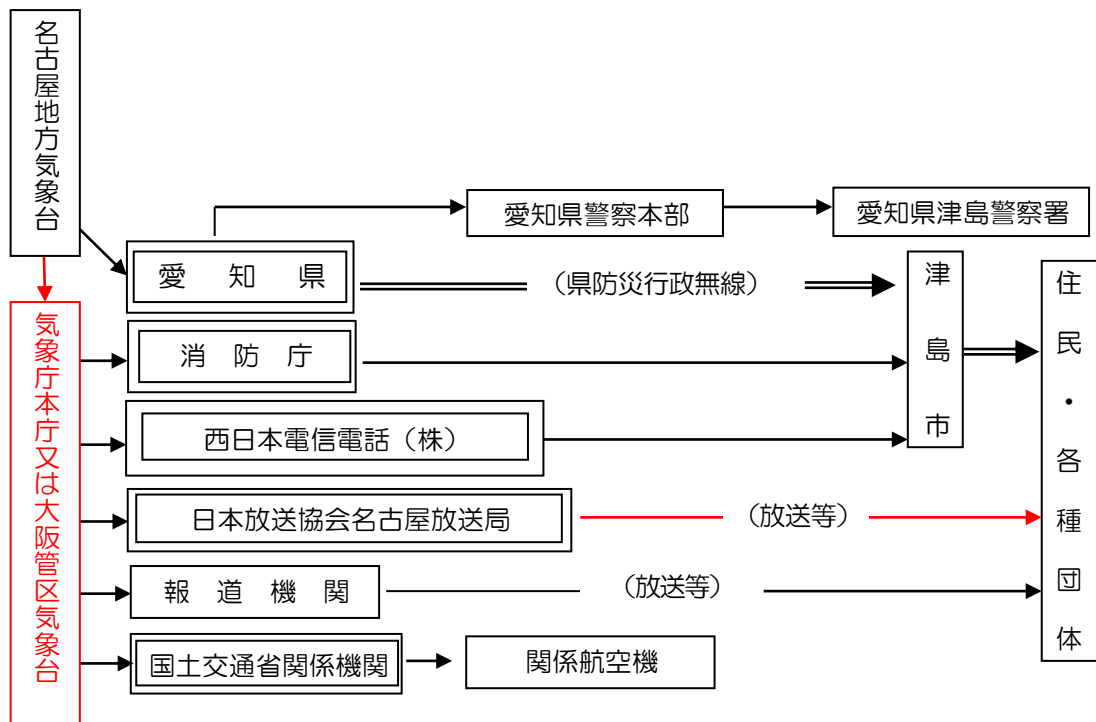 名古屋地方気象台
気象庁本庁又は大阪管区気象台
愛知県警察本部
愛知県津島警察署
愛知県
（県防災行政無線）
消防庁
西日本電信電話（株）
日本放送協会名古屋放送局
（放送等）
報道機関
（放送等）
国土交通省関係機関
関係航空機
津島市
住民・各種団体